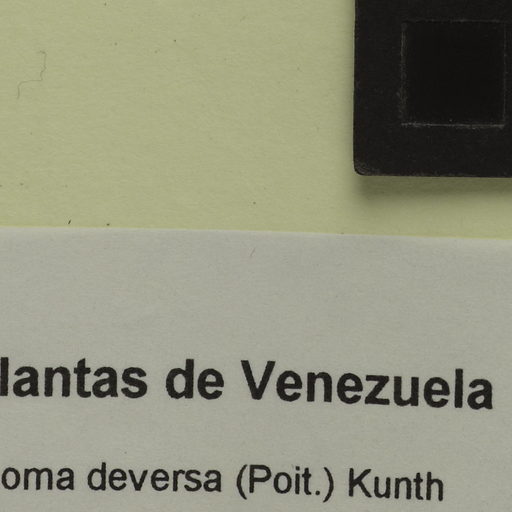 lantas de Venezuela
oma deversa (Poit.) Kunth